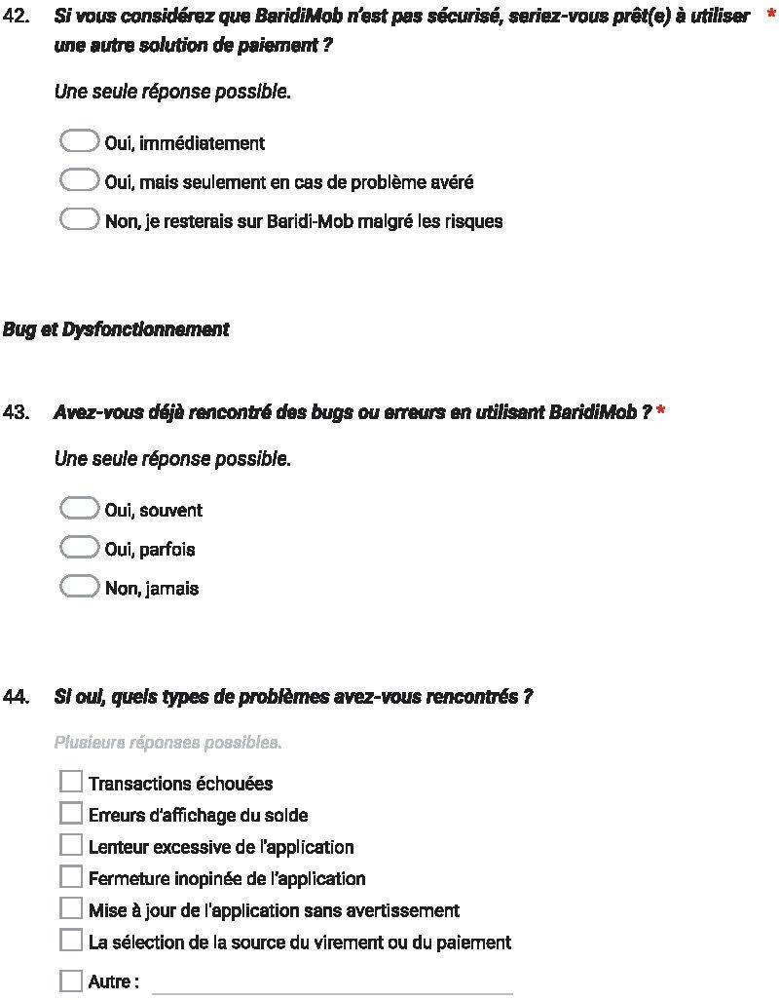 42. Si vous considérez que BaridiMob n'est pas sécurisé, seriez-vous prêt(e) à utiliser *
une autre solution de paiement ?
Une seule réponse possible.
Oui, immédiatement
Oui, mais seulement en cas de problème avéré
Non, je resterais sur Baridi-Mob malgré les risques
Bug et Dysfonctionnement
43. Avez-vous déjà rencontré des bugs ou erreurs en utilisant BaridiMob ? *
Une seule réponse possible.
Oui, souvent
Oui, parfois
Non, jamais
44. Si oui, quels types de problèmes avez-vous rencontrés ?
Plusieurs réponses possibles.
Transactions échouées
Erreurs d'affichage du solde
Lenteur excessive de l'application
Fermeture inopinée de l'application
Mise à jour de l'application sans avertissement
La sélection de la source du virement ou du paiement
Autre :